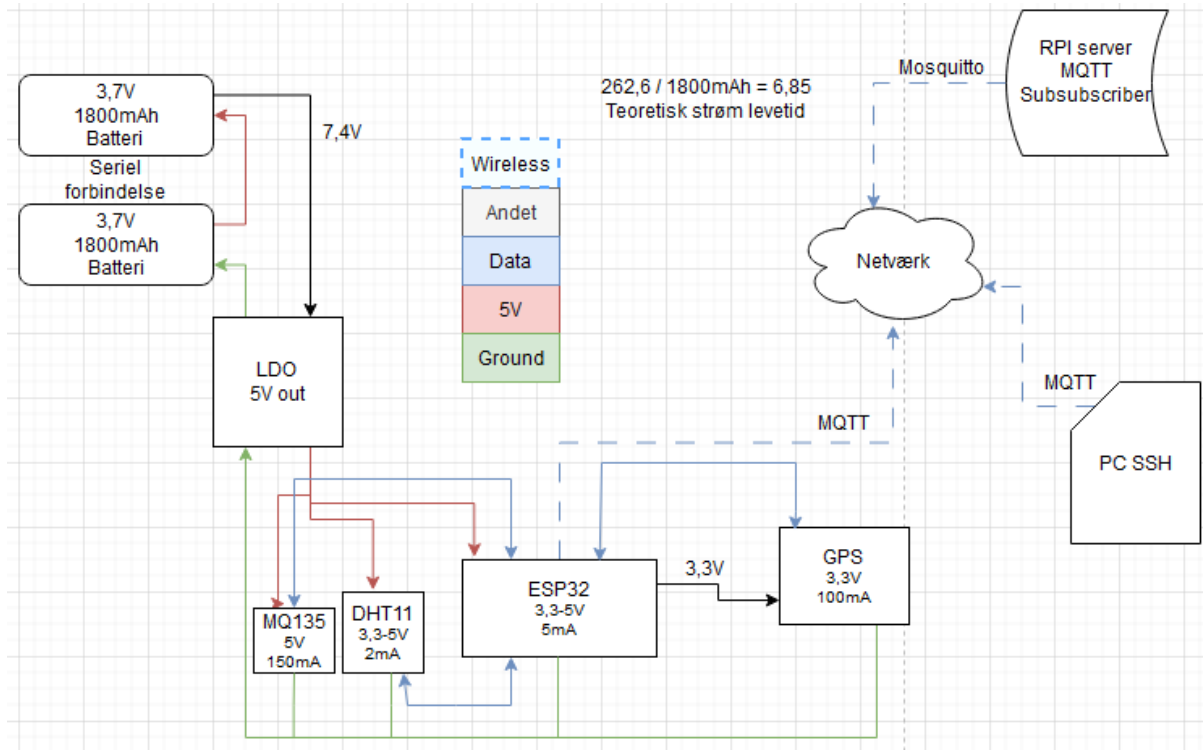 3,7V
1800mAh
Batteri
Seriel
forbindelse
3,7V
1800mAh
Batteri
7,4V
LDO
5V out
262,6 / 1800mAh = 6,85
Teoretisk strøm levetid
Wireless
Andet
Data
5V
Ground
Mosquitto
RPI server
MQTT
Subsubscriber
Netværk
MQTT
PC SSH
MQTT
MQ135
5V
150mA
DHT11
3,3-5V
2mA
ESP32
3,3-5V
5mA
3,3V
GPS
3,3V
100mA